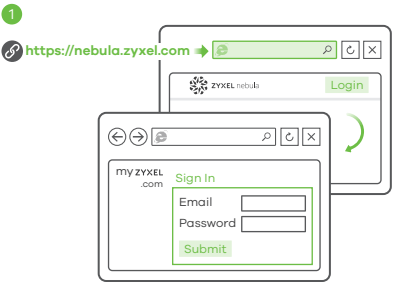 1
https://nebula.zyxel.com
ZYXEL nebula
Login
my ZYXEL
.com
Sign In
Email
Password
Submit